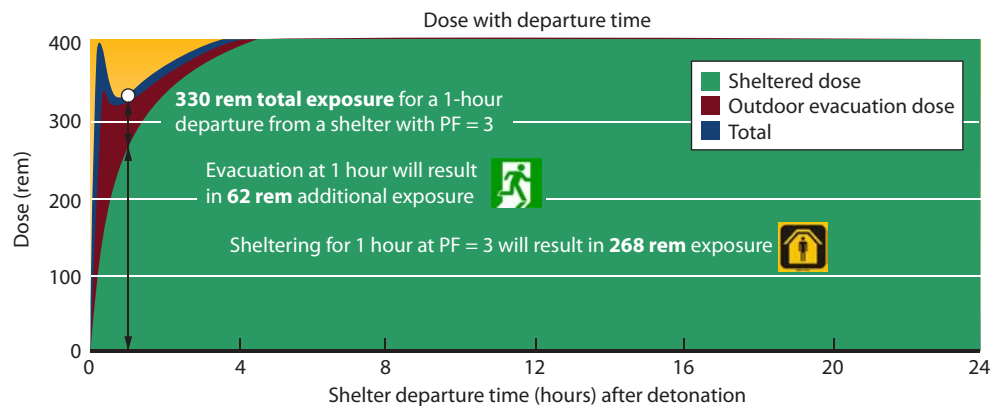 Dose with departure time
400
300
200
100
0
Dose (rem)
Sheltered dose
Outdoor evacuation dose
Total
330 rem total exposure for a 1-hour
departure from a shelter with PF = 3
Evacuation at 1 hour will result
in 62 rem additional exposure
Sheltering for 1 hour at PF = 3 will result in 268 rem exposure
0 4 8 12 16 20 24
Shelter departure time (hours) after detonation